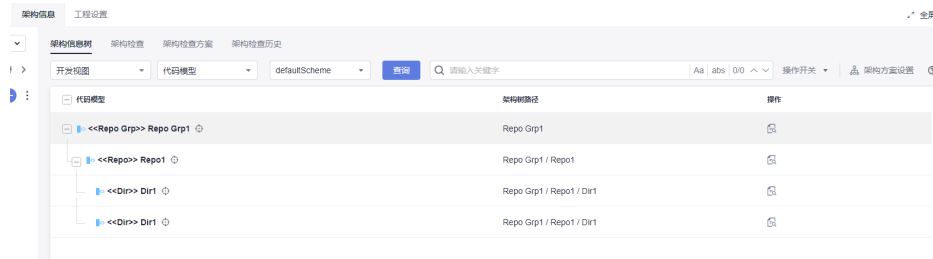 架构信息 工程设置 全屏
架构信息树 架构检查 架构检查方案 架构检查历史
开发视图 代码模型 defaultScheme 查询 请输入关键字 Aa abs 0/0 操作开关 架构方案设置
代码模型 架构树路径 操作
<<Repo Grp>> Repo Grp1 Repo Grp1
<<Repo>> Repo1 Repo Grp1 / Repo1
<<Dir>> Dir1 Repo Grp1 / Repo1 / Dir1
<<Dir>> Dir1 Repo Grp1 / Repo1 / Dir1